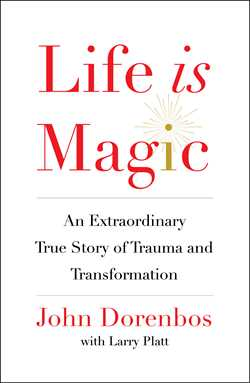 Life is
Magic
An Extraordinary
True Story of Trauma and
Transformation
John Dorenbos
with Larry Platt